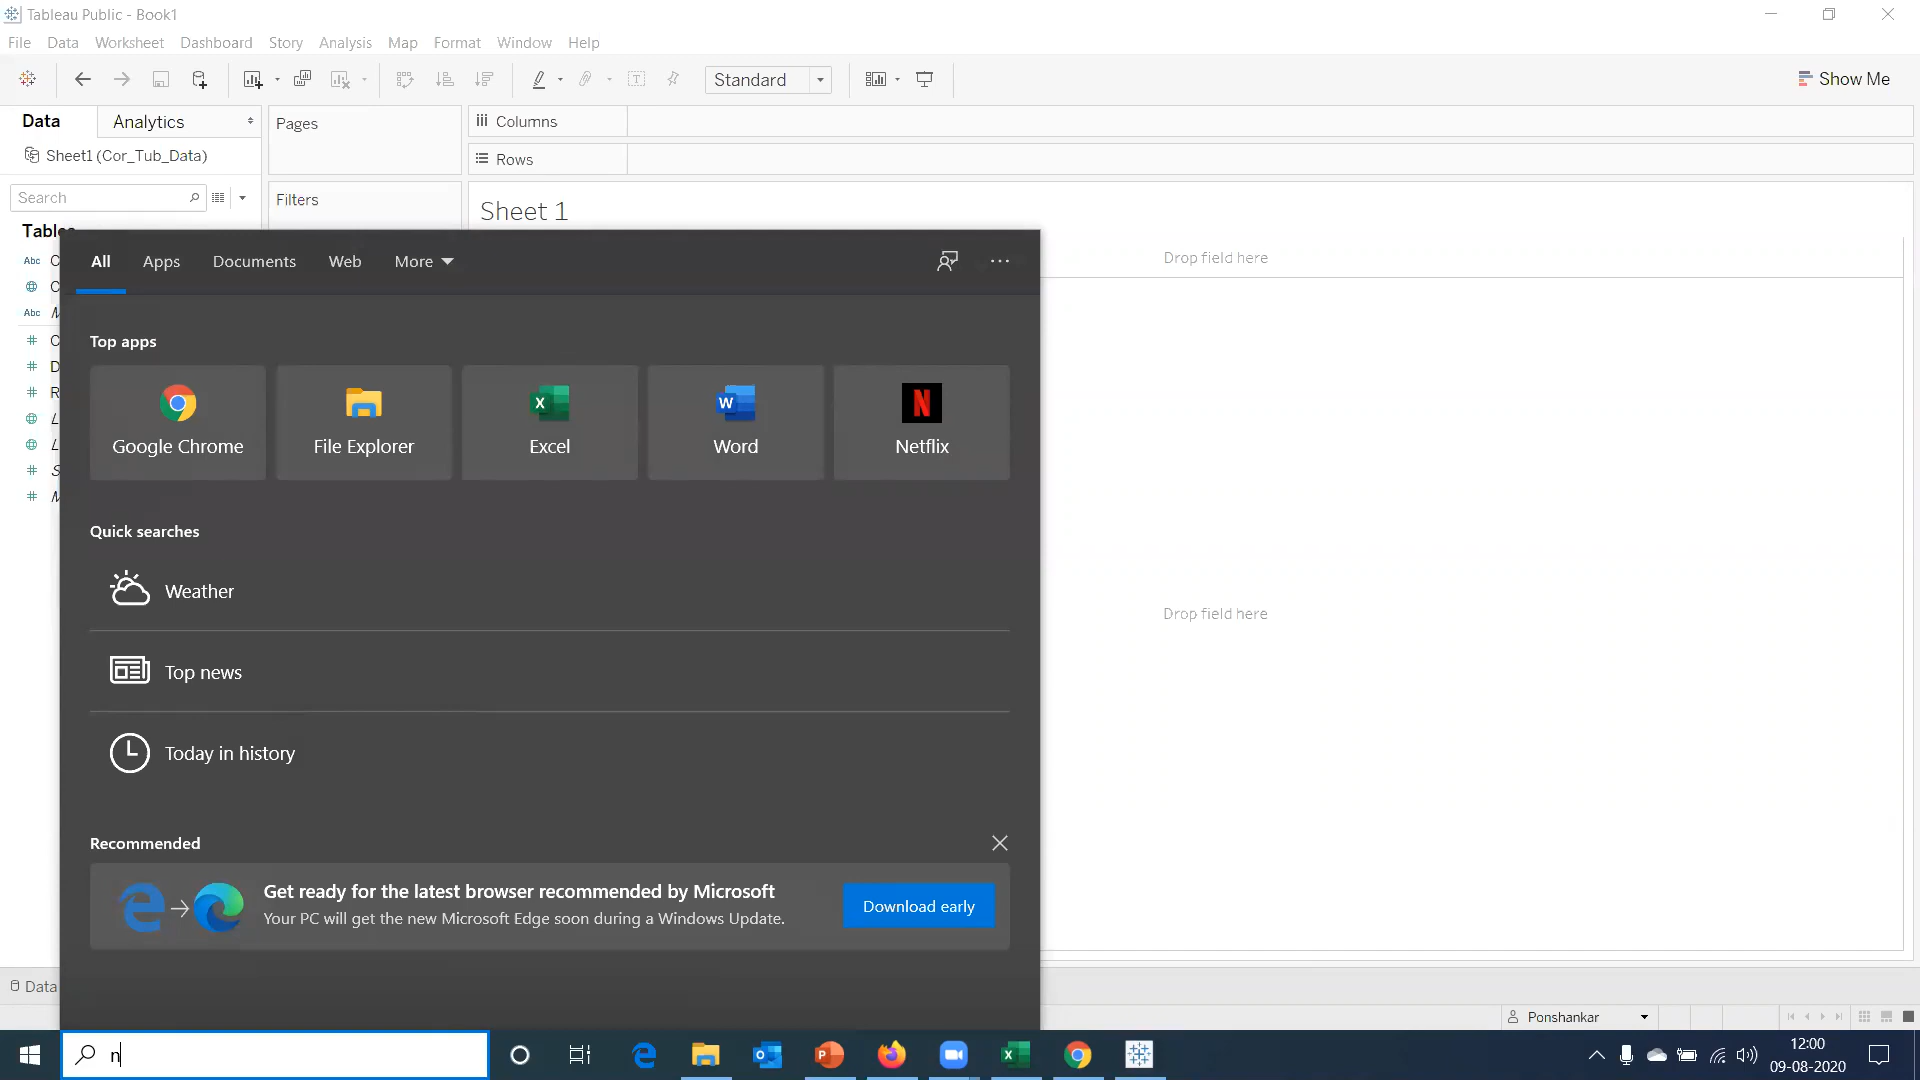 Tableau Public - Book1
File Data Worksheet Dashboard Story Analysis Map Format Window Help
Standard
Show Me
Data Analytics
Pages
Columns
Sheet1 (Cor_Tub_Data)
Rows
Search
Filters
Sheet 1
Abc
Abc
All Apps Documents Web More
Drop field here
Top apps
Google Chrome File Explorer Excel Word Netflix
Quick searches
Weather
Top news
Drop field here
Today in history
Recommended
Get ready for the latest browser recommended by Microsoft
Your PC will get the new Microsoft Edge soon during a Windows Update.
Download early
Data
Ponshankar
n
12:00
09-08-2020